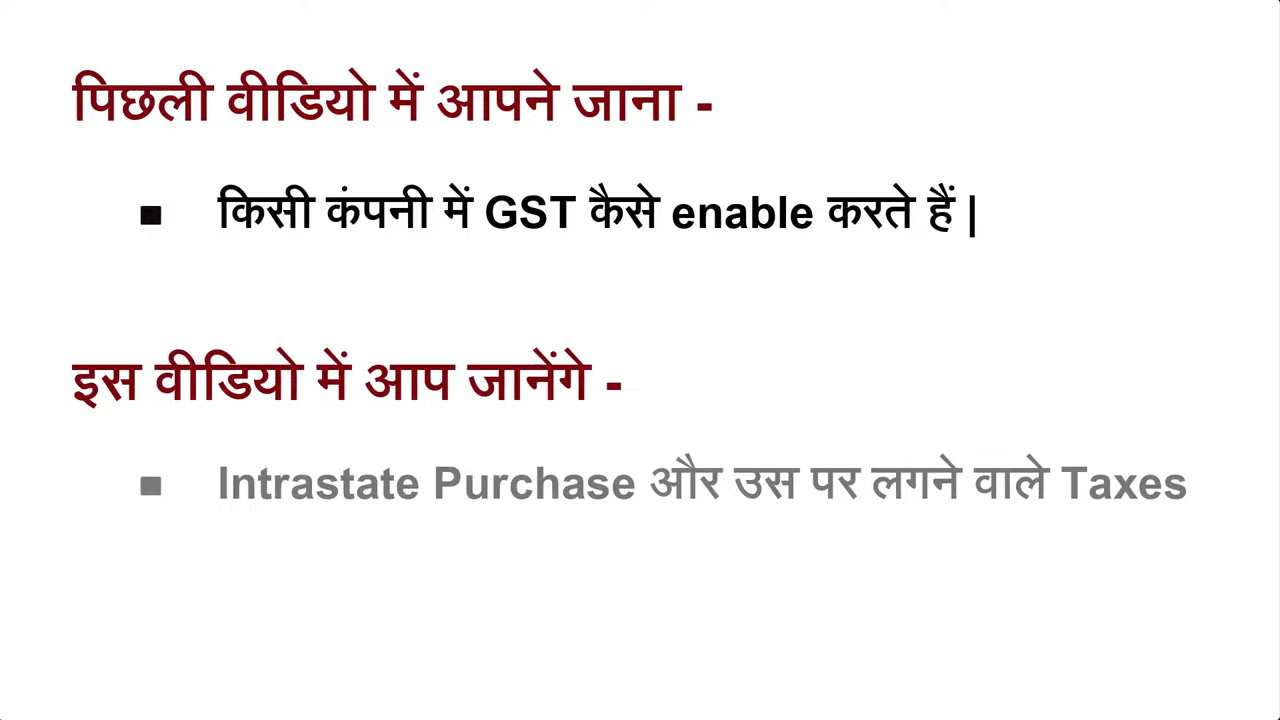 पिछली वीडियो में आपने जाना -
▪ किसी कंपनी में GST कैसे enable करते हैं |
इस वीडियो में आप जानेंगे -
▪ Intrastate Purchase और उस पर लगने वाले Taxes